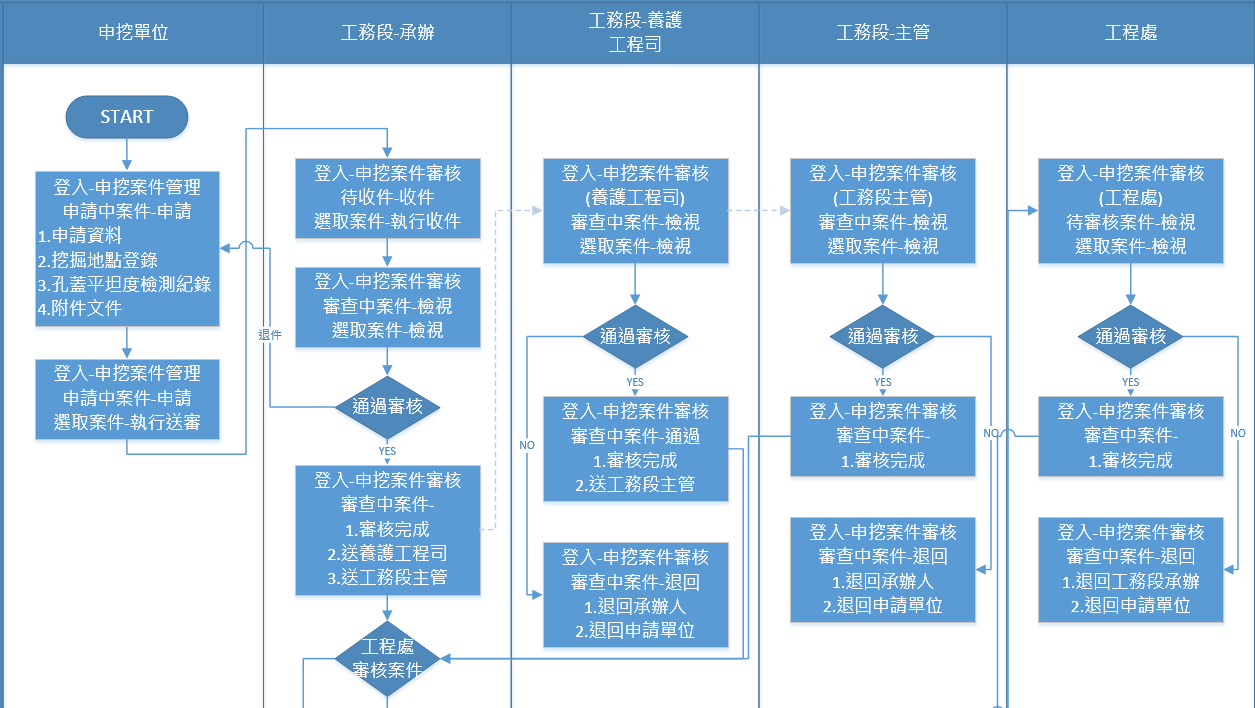 申挖單位
工務段-承辦
工務段-養護
工程司
工務段-主管
工程處
START
登入-申挖案件管理
申請中案件-申請
1.申請資料
2.挖掘地點登錄
3.孔蓋平坦度檢測紀錄
4.附件文件
登入-申挖案件管理
申請中案件-申請
選取案件-執行送審
退件
登入-申挖案件審核
待收件-收件
選取案件-執行收件
登入-申挖案件審核
審查中案件-檢視
選取案件-檢視
通過審核
YES
登入-申挖案件審核
審查中案件-
1.審核完成
2.送養護工程司
3.送工務段主管
工程處
審核案件
登入-申挖案件審核
(養護工程司)
審查中案件-檢視
選取案件-檢視
通過審核
YES
NO
登入-申挖案件審核
審查中案件-通過
1.審核完成
2.送工務段主管
登入-申挖案件審核
審查中案件-退回
1.退回承辦人
2.退回申請單位
登入-申挖案件審核
(工務段主管)
審查中案件-檢視
選取案件-檢視
通過審核
YES
NO
登入-申挖案件審核
審查中案件-
1.審核完成
登入-申挖案件審核
審查中案件-退回
1.退回承辦人
2.退回申請單位
登入-申挖案件審核
(工程處)
待審核案件-檢視
選取案件-檢視
通過審核
YES
NO
登入-申挖案件審核
審查中案件-
1.審核完成
登入-申挖案件審核
審查中案件-退回
1.退回工務段承辦
2.退回申請單位